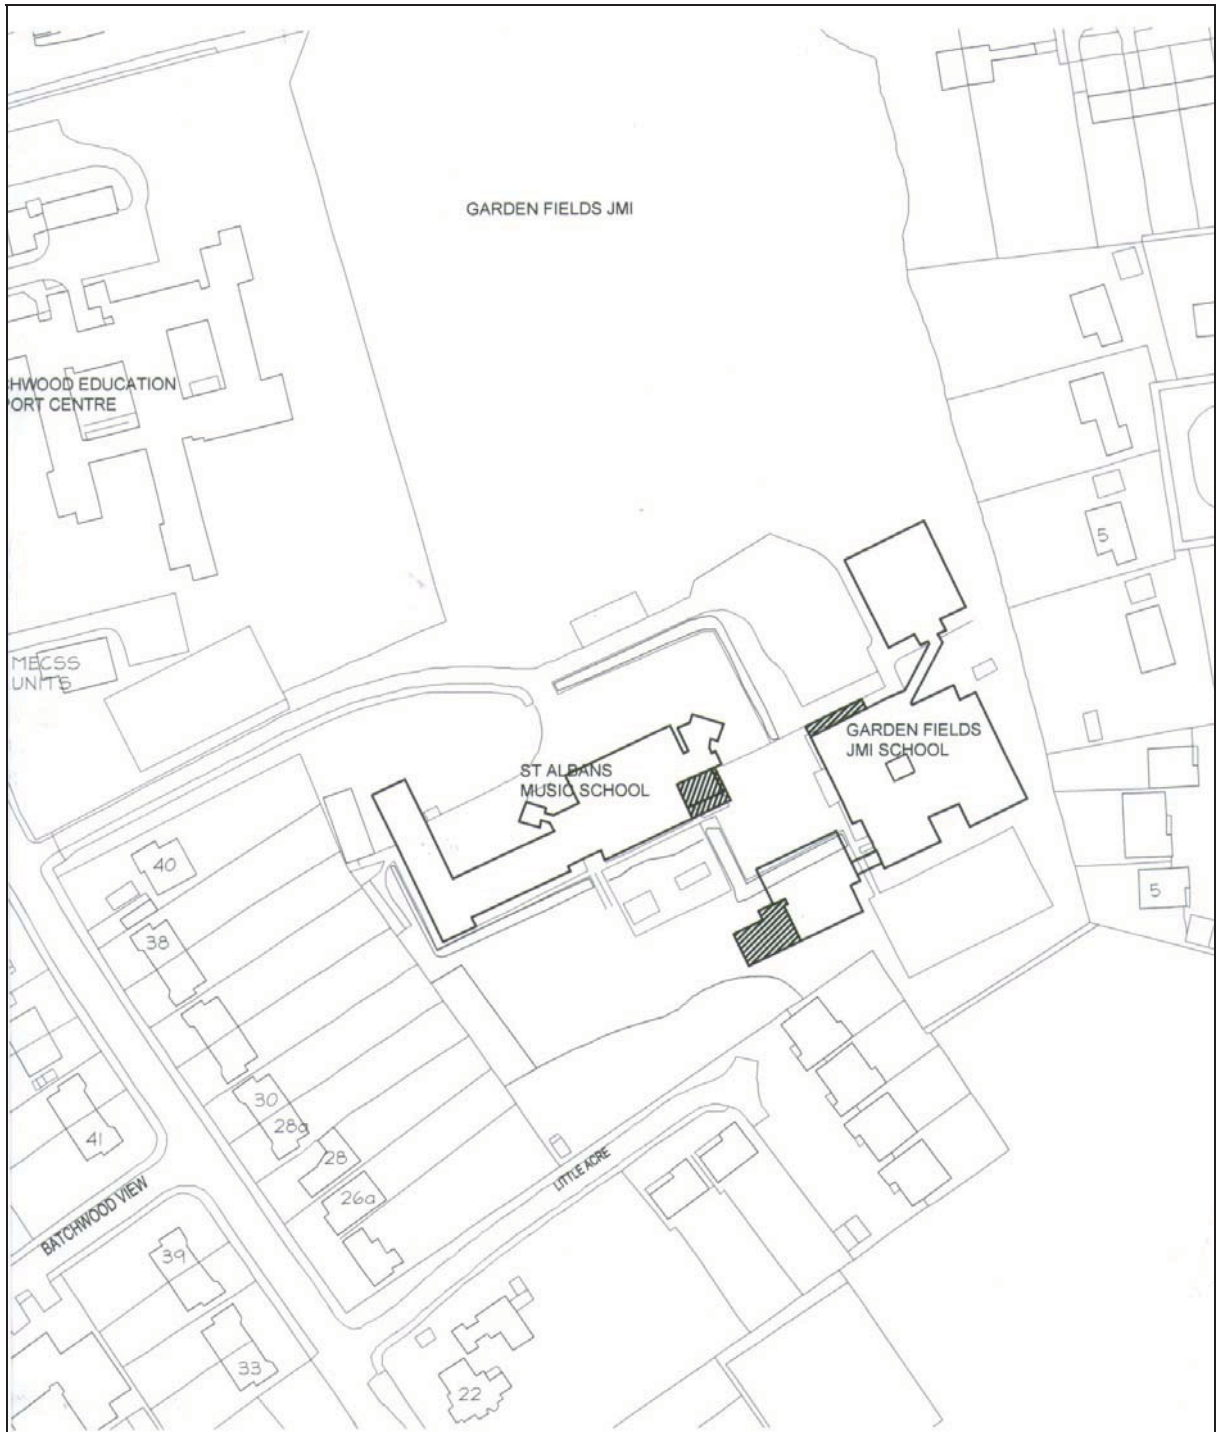 GARDEN FIELDS JMI
HWOOD EDUCATION
PORT CENTRE
5
MECSS
UNITS
GARDEN FIELDS
JMI SCHOOL
ST ALBANS
MUSIC SCHOOL
40
5
38
30
28a
41
28
LITTLE ACRE
26a
BATCHWOOD VIEW
39
33
22